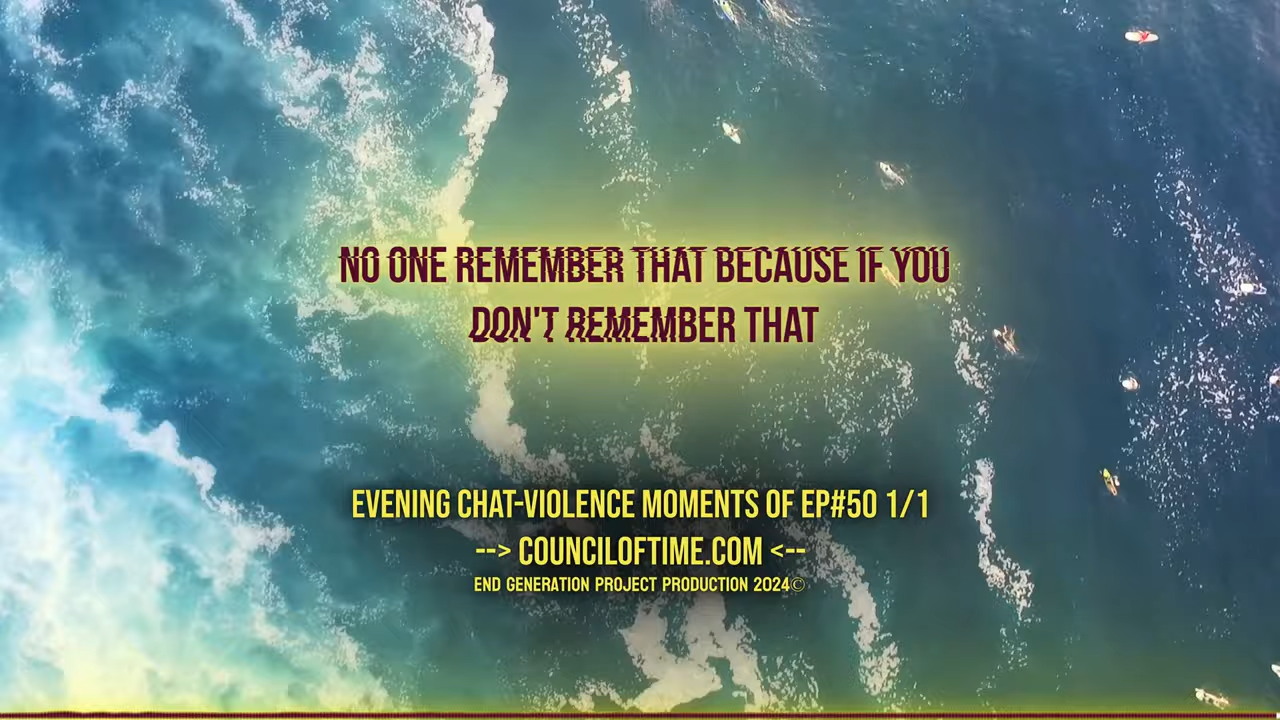 NO ONE REMEMBER THAT BECAUSE IF YOU
DON'T REMEMBER THAT
EVENING CHAT-VIOLENCE MOMENTS OF EP#50 1/1
--> COUNCILOFTIME.COM <--
END GENERATION PROJECT PRODUCTION 2024©